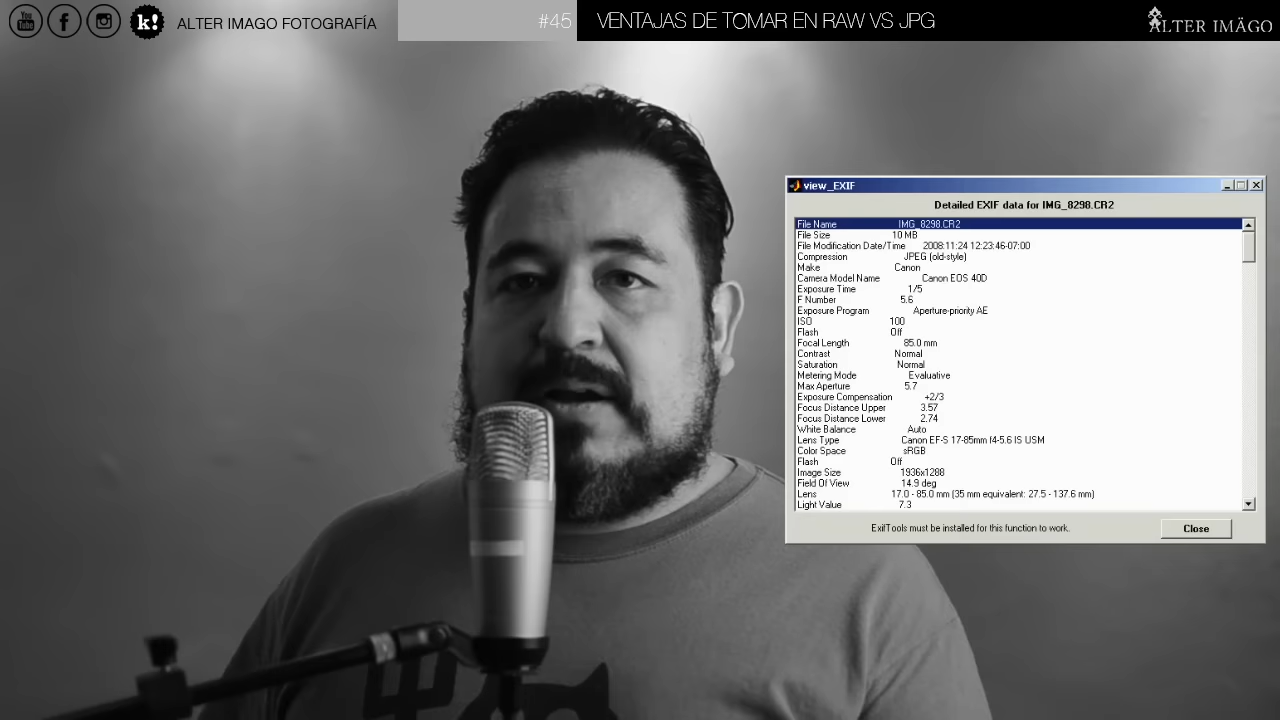 You Tube
f
k!
ALTER IMAGO FOTOGRAFÍA
#45
VENTAJAS DE TOMAR EN RAW VS JPG
ALTER IMÄGO
view_EXIF
Detailed EXIF data for IMG_8298.CR2
File Name IMG_8298.CR2
File Size 10 MB
File Modification Date/Time 2008:11:24 12:23:46-07:00
Compression JPEG (old-style)
Make Canon
Camera Model Name Canon EOS 40D
Exposure Time 1/5
F Number 5.6
Exposure Program Aperture-priority AE
ISO 100
Flash Off
Focal Length 85.0 mm
Contrast Normal
Saturation Normal
Metering Mode Evaluative
Max Aperture 5.7
Exposure Compensation +2/3
Focus Distance Upper 3.57
Focus Distance Lower 2.74
White Balance Auto
Lens Type Canon EF-S 17-85mm f4-5.6 IS USM
Color Space sRGB
Flash Off
Image Size 1936x1288
Field Of View 14.9 deg
Lens 17.0 - 85.0 mm (35 mm equivalent: 27.5 - 137.6 mm)
Light Value 7.3
ExifTools must be installed for this function to work.
Close